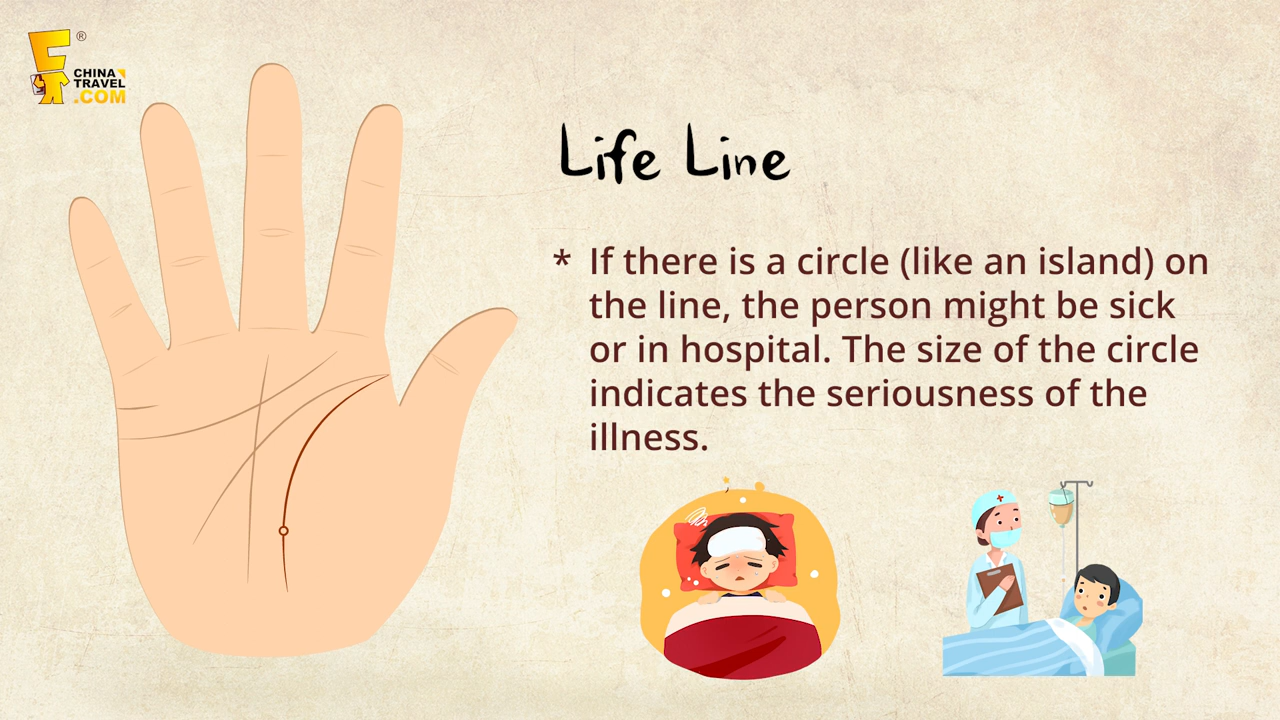 ®
CHINA
TRAVEL
.COM
Life Line
* If there is a circle (like an island) on
the line, the person might be sick
or in hospital. The size of the circle
indicates the seriousness of the
illness.